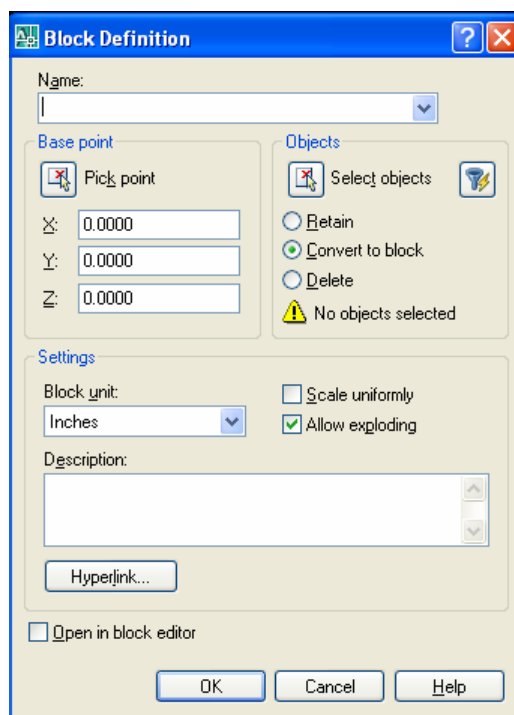 Block Definition
Name:
Base point
Pick point
X: 0.0000
Y: 0.0000
Z: 0.0000
Objects
Select objects
Retain
Convert to block
Delete
No objects selected
Settings
Block unit:
Inches
Scale uniformly
Allow exploding
Description:
Hyperlink...
Open in block editor
OK Cancel Help